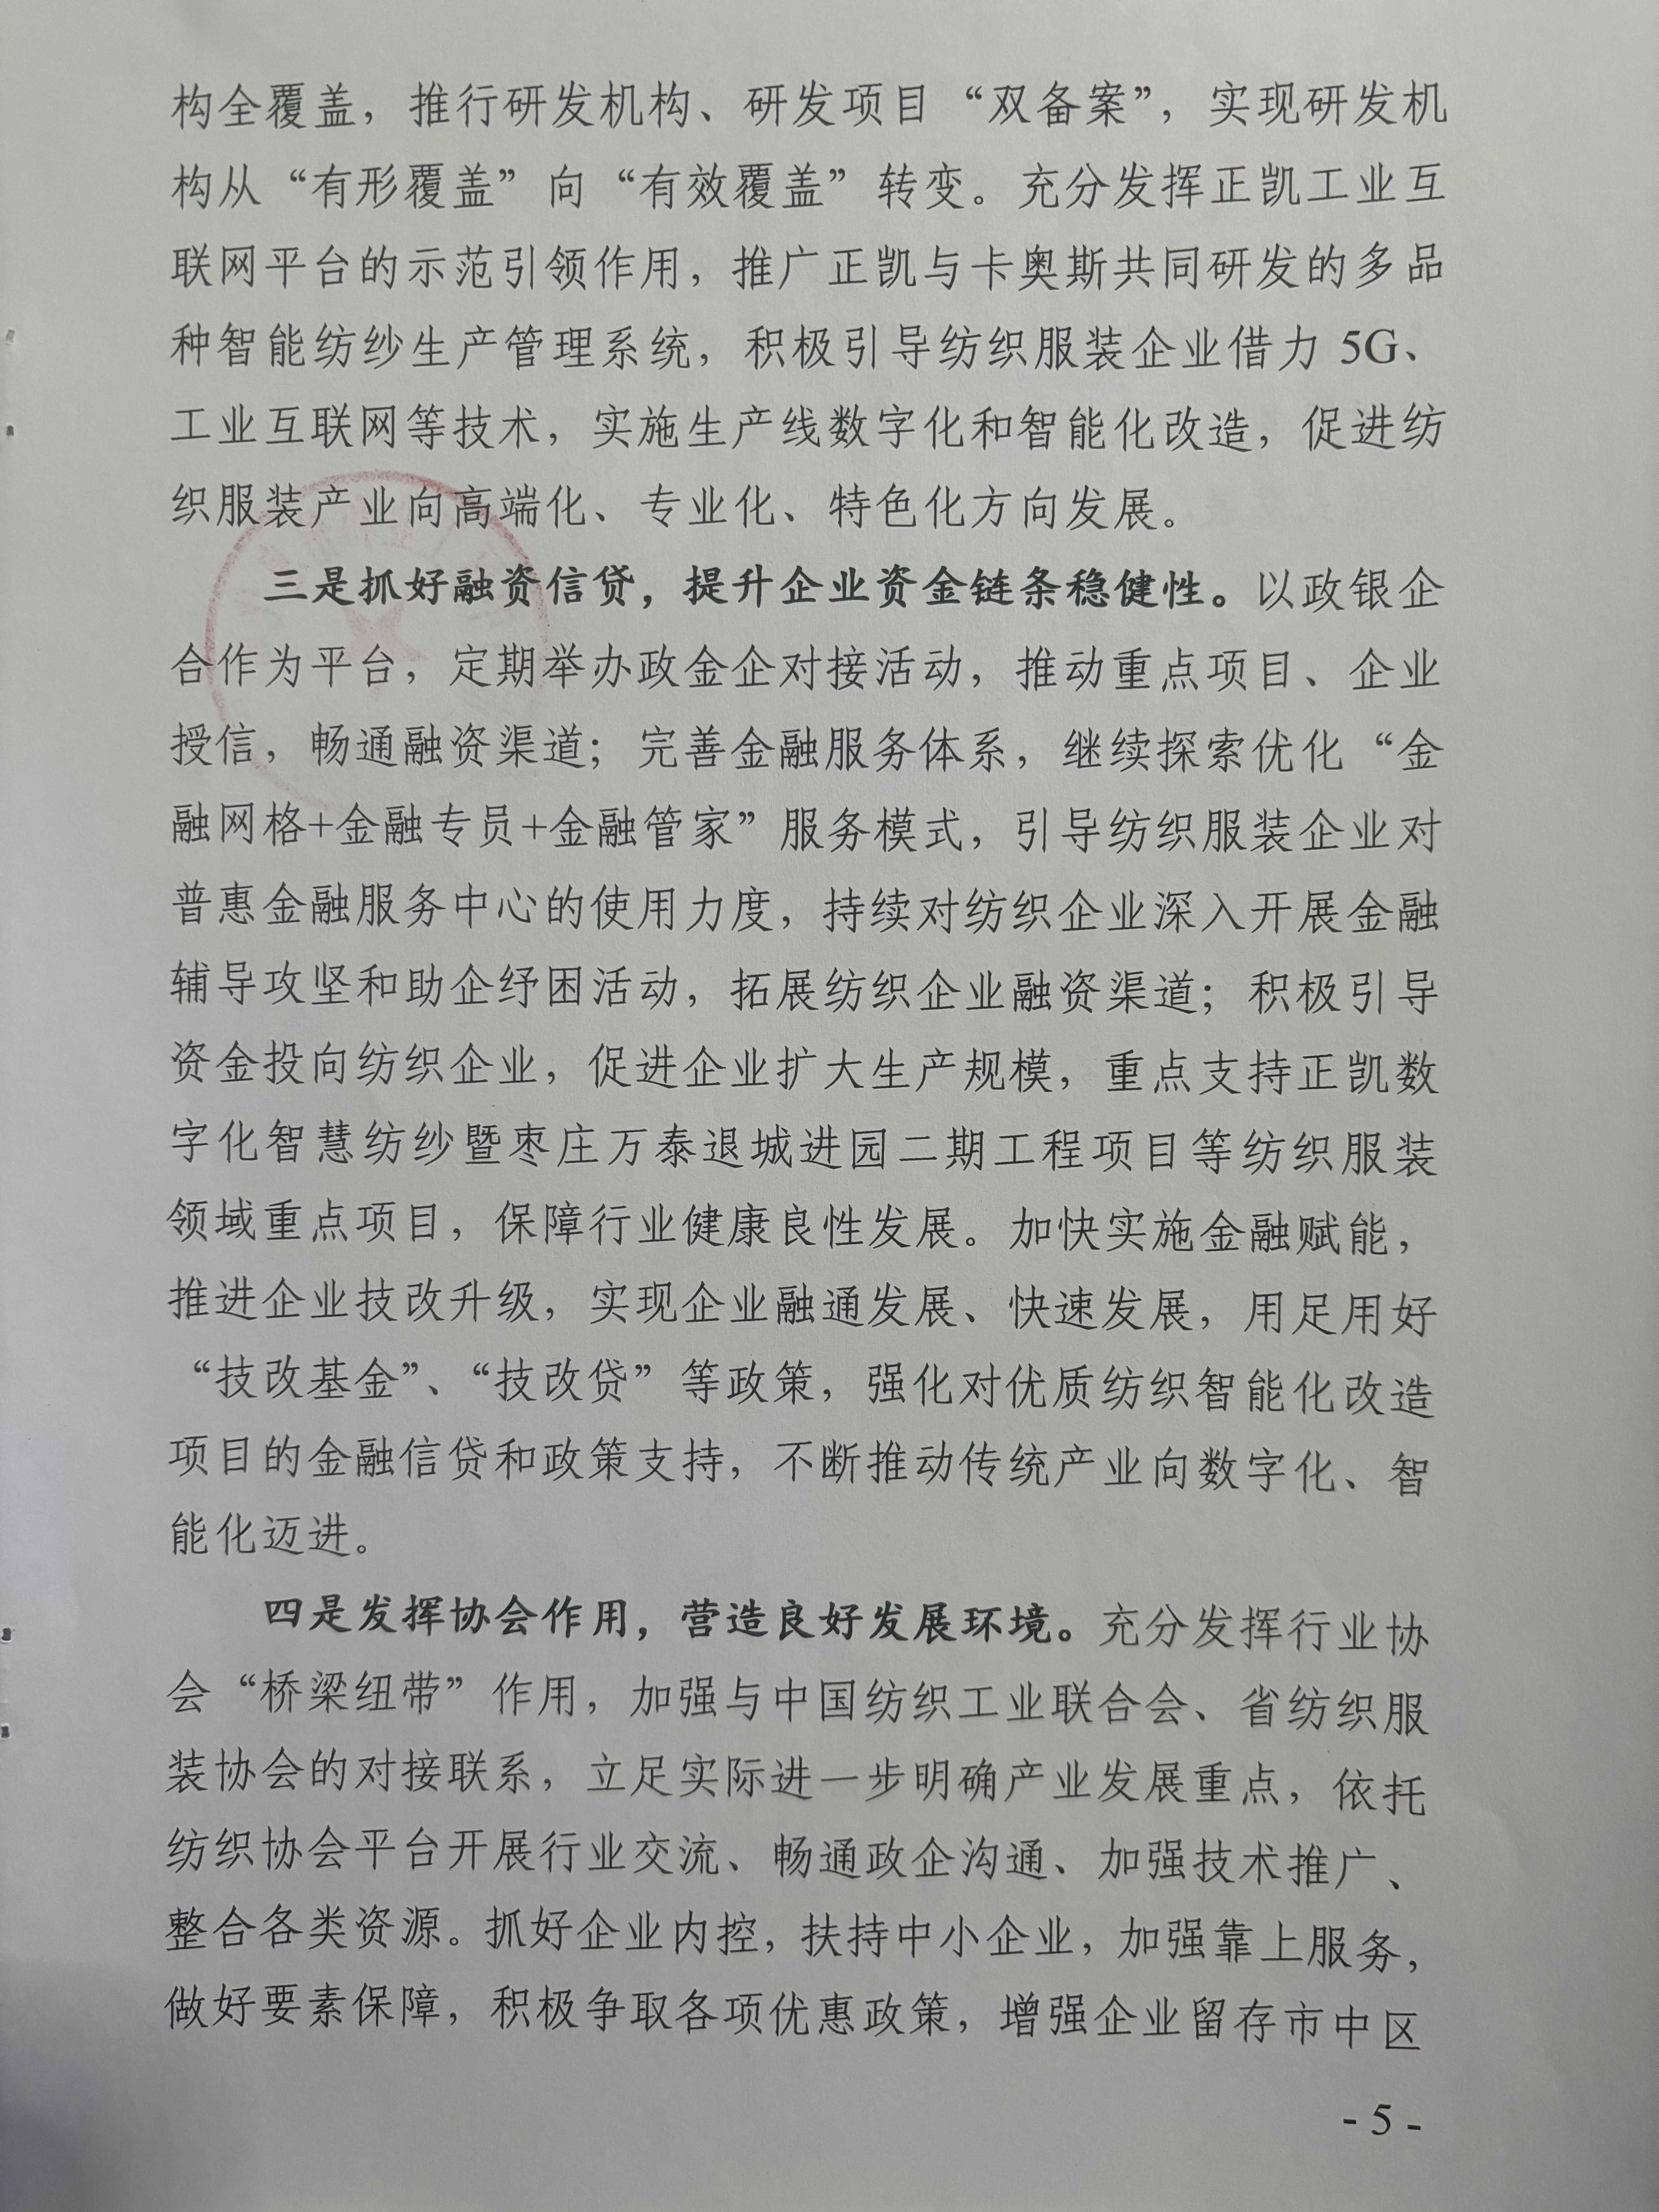 构全覆盖，推行研发机构、研发项目“双备案”，实现研发机
构从“有形覆盖”向“有效覆盖”转变。充分发挥正凯工业互
联网平台的示范引领作用，推广正凯与卡奥斯共同研发的多品
种智能纺纱生产管理系统，积极引导纺织服装企业借力 5G、
工业互联网等技术，实施生产线数字化和智能化改造，促进纺
织服装产业向高端化、专业化、特色化方向发展。
三是抓好融资信贷，提升企业资金链条稳健性。以政银企
合作为平台，定期举办政金企对接活动，推动重点项目、企业
授信，畅通融资渠道；完善金融服务体系，继续探索优化“金
融网格+金融专员+金融管家”服务模式，引导纺织服装企业对
普惠金融服务中心的使用力度，持续对纺织企业深入开展金融
辅导攻坚和助企纾困活动，拓展纺织企业融资渠道；积极引导
资金投向纺织企业，促进企业扩大生产规模，重点支持正凯数
字化智慧纺纱暨枣庄万泰退城进园二期工程项目等纺织服装
领域重点项目，保障行业健康良性发展。加快实施金融赋能，
推进企业技改升级，实现企业融通发展、快速发展，用足用好
“技改基金”、“技改贷”等政策，强化对优质纺织智能化改造
项目的金融信贷和政策支持，不断推动传统产业向数字化、智
能化迈进。
四是发挥协会作用，营造良好发展环境。充分发挥行业协
会“桥梁纽带”作用，加强与中国纺织工业联合会、省纺织服
装协会的对接联系，立足实际进一步明确产业发展重点，依托
纺织协会平台开展行业交流、畅通政企沟通、加强技术推广、
整合各类资源。抓好企业内控，扶持中小企业，加强靠上服务，
做好要素保障，积极争取各项优惠政策，增强企业留存市中区
- 5 -